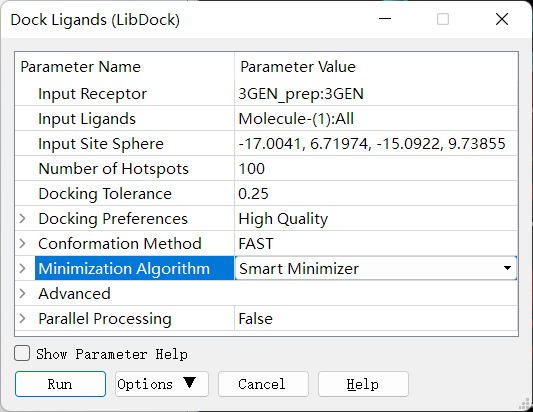 Dock Ligands (LibDock)
Parameter Name Parameter Value
Input Receptor 3GEN_prep:3GEN
Input Ligands Molecule-(1):All
Input Site Sphere -17.0041, 6.71974, -15.0922, 9.73855
Number of Hotspots 100
Docking Tolerance 0.25
Docking Preferences High Quality
Conformation Method FAST
Minimization Algorithm Smart Minimizer
Advanced
Parallel Processing False
Show Parameter Help
Run Options ▼ Cancel Help